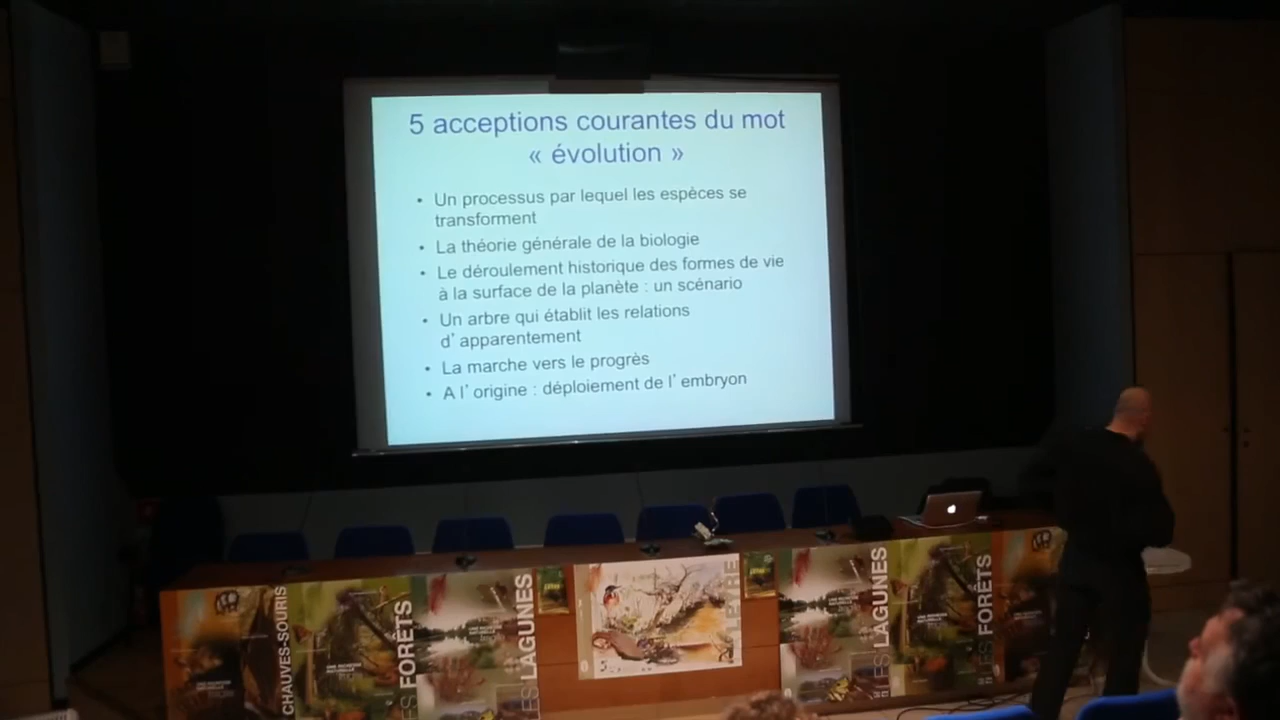 5 acceptions courantes du mot
« évolution »
• Un processus par lequel les espèces se
transforment
• La théorie générale de la biologie
• Le déroulement historique des formes de vie
à la surface de la planète : un scénario
• Un arbre qui établit les relations
d’apparentement
• La marche vers le progrès
• A l’origine : déploiement de l’embryon
CHAUVES-SOURIS
FORÊTS
LES LAGUNES
LES LAGUNES
LES FORÊTS